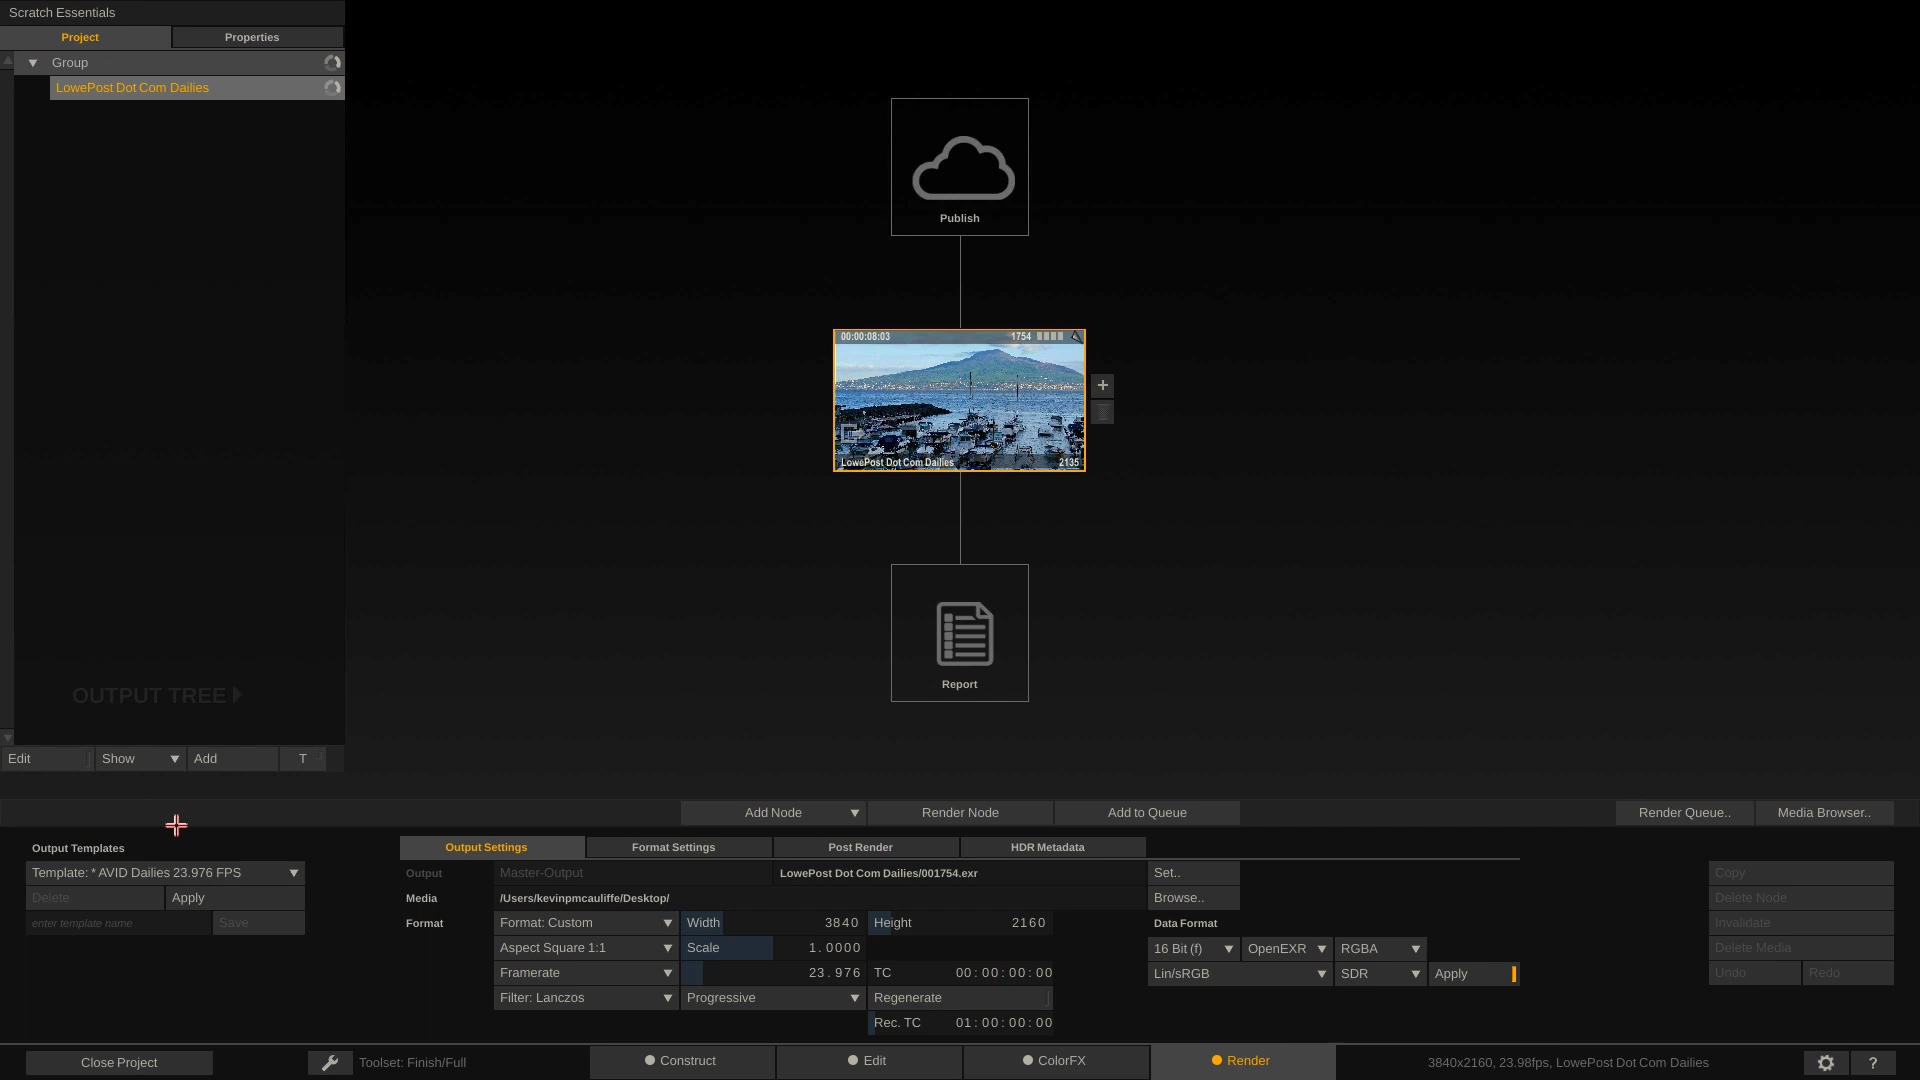 Scratch Essentials
Project
Properties
Group
LowePost Dot Com Dailies
Publish
00:00:08:03
1754
LowePost Dot Com Dailies
2135
Report
OUTPUT TREE
Edit
Show
Add
T
Add Node
Render Node
Add to Queue
Render Queue..
Media Browser..
Output Templates
Template: * AVID Dailies 23.976 FPS
Delete
Apply
enter template name
Save
Output Settings
Format Settings
Post Render
HDR Metadata
Output
Master-Output
LowePost Dot Com Dailies/001754.exr
Set..
Media
/Users/kevinpmcauliffe/Desktop/
Browse..
Format
Format: Custom
Width
3840
Height
2160
Data Format
Aspect Square 1:1
Scale
1.0000
16 Bit (f)
OpenEXR
RGBA
Framerate
23.976
TC
00:00:00:00
Lin/sRGB
SDR
Apply
Filter: Lanczos
Progressive
Regenerate
Rec. TC
01:00:00:00
Copy
Delete Node
Invalidate
Delete Media
Undo
Redo
Close Project
Toolset: Finish/Full
Construct
Edit
ColorFX
Render
3840x2160, 23.98fps, LowePost Dot Com Dailies
?